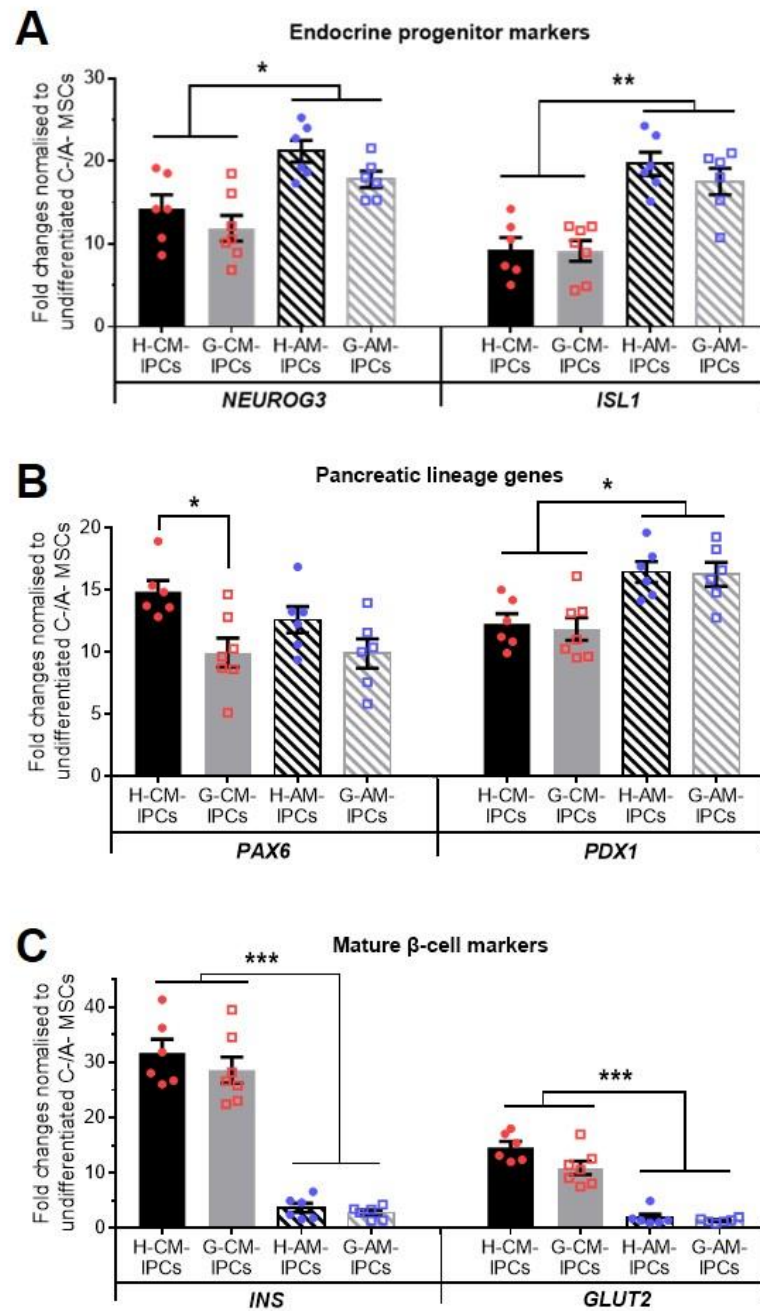 A
Endocrine progenitor markers
Fold changes nomalised to
undifferentiated C-/A- MSCs
30
20
10
0
*
**
H-CM-
IPCs
G-CM-
IPCs
H-AM-
IPCs
G-AM-
IPCs
H-CM-
IPCs
G-CM-
IPCs
H-AM-
IPCs
G-AM-
IPCs
NEUROG3
ISL1
B
Pancreatic lineage genes
Fold changes nomalised to
undifferentiated C-/A- MSCs
20
15
10
5
0
*
*
H-CM-
IPCs
G-CM-
IPCs
H-AM-
IPCs
G-AM-
IPCs
H-CM-
IPCs
G-CM-
IPCs
H-AM-
IPCs
G-AM-
IPCs
PAX6
PDX1
C
Mature β-cell markers
Fold changes nomalised to
undifferentiated C-/A- MSCs
40
30
20
10
0
***
***
H-CM-
IPCs
G-CM-
IPCs
H-AM-
IPCs
G-AM-
IPCs
H-CM-
IPCs
G-CM-
IPCs
H-AM-
IPCs
G-AM-
IPCs
INS
GLUT2